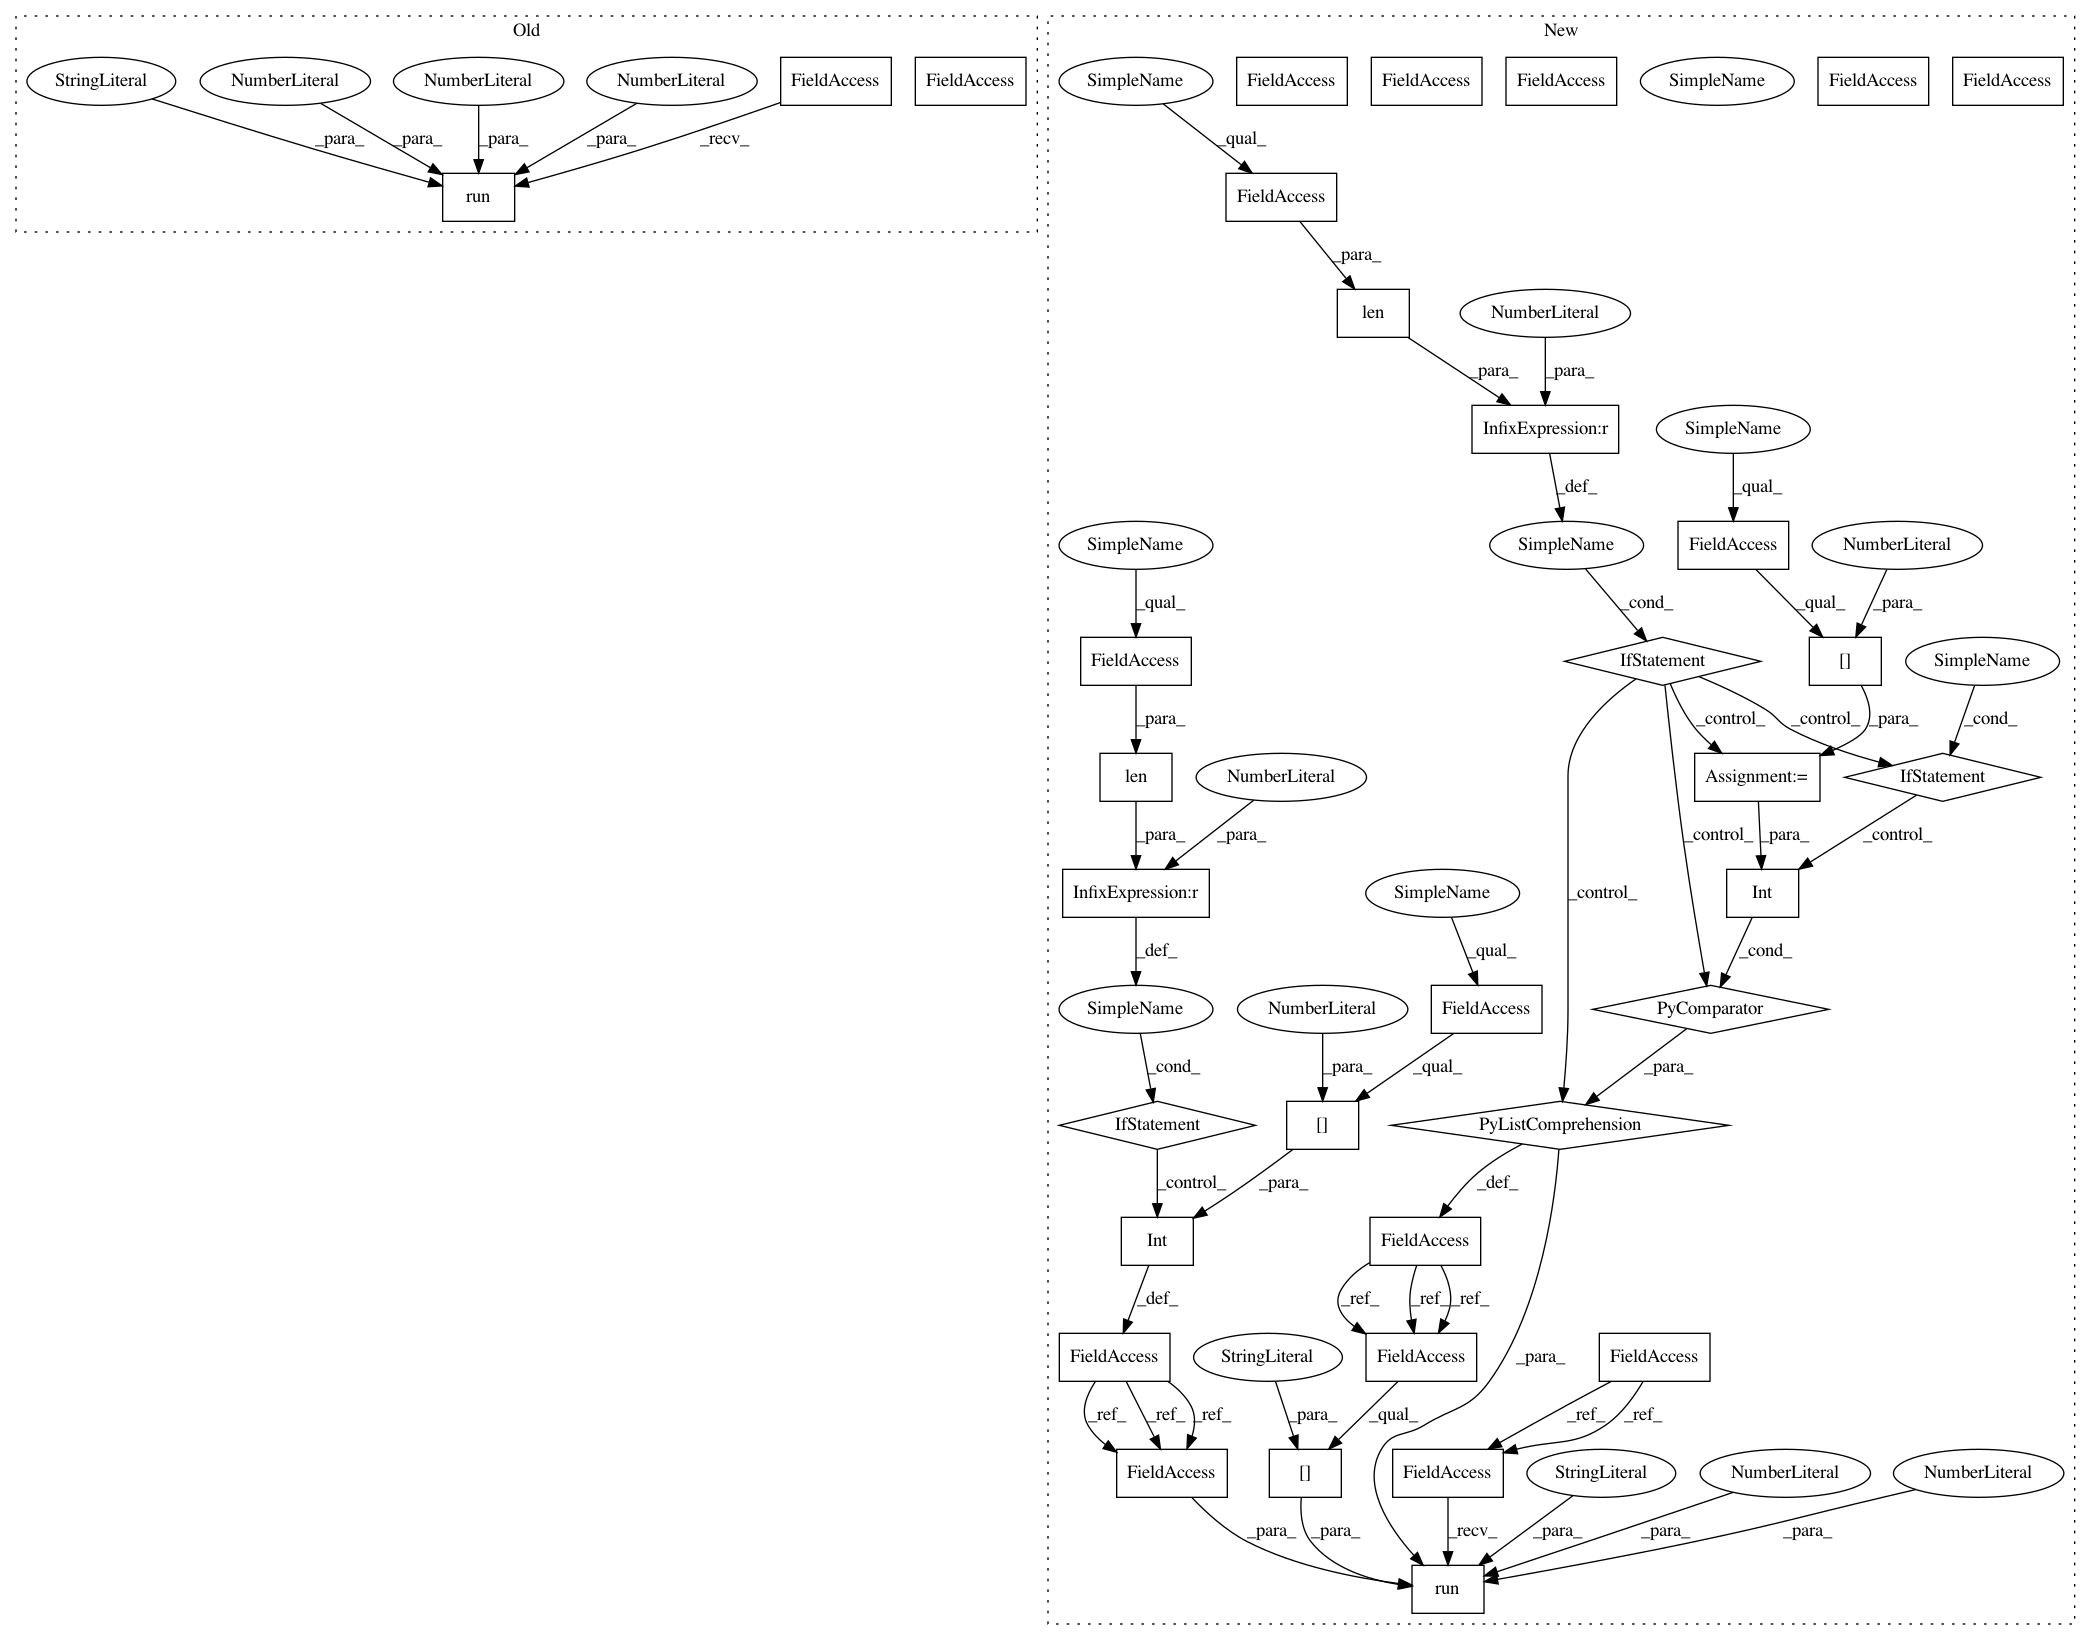 Old
New
StringLiteral
NumberLiteral
NumberLiteral
NumberLiteral
FieldAccess
FieldAccess
SimpleName
FieldAccess
FieldAccess
FieldAccess
SimpleName
FieldAccess
FieldAccess
_para_
_para_
_para_
_para_
_recv_
_qual_
run
FieldAccess
_para_
len
NumberLiteral
_para_
_para_
InfixExpression:r
SimpleName
_def_
_qual_
SimpleName
SimpleName
FieldAccess
NumberLiteral
_qual_
_cond_
_qual_
_para_
FieldAccess
IfStatement
[]
SimpleName
_para_
_control_
_control_
_para_
_cond_
len
NumberLiteral
Assignment:=
IfStatement
_para_
_para_
_control_
_para_
_control_
InfixExpression:r
SimpleName
_control_
Int
_def_
_qual_
_cond_
SimpleName
NumberLiteral
FieldAccess
PyComparator
_cond_
_para_
_qual_
_para_
IfStatement
[]
PyListComprehension
_control_
_para_
_def_
Int
FieldAccess
_def_
_ref_
_ref_
_ref_
FieldAccess
StringLiteral
FieldAccess
_para_
FieldAccess
_ref_
_ref_
_ref_
_para_
_qual_
_ref_
_ref_
FieldAccess
[]
FieldAccess
StringLiteral
NumberLiteral
NumberLiteral
_para_
_para_
_recv_
_para_
_para_
_para_
run